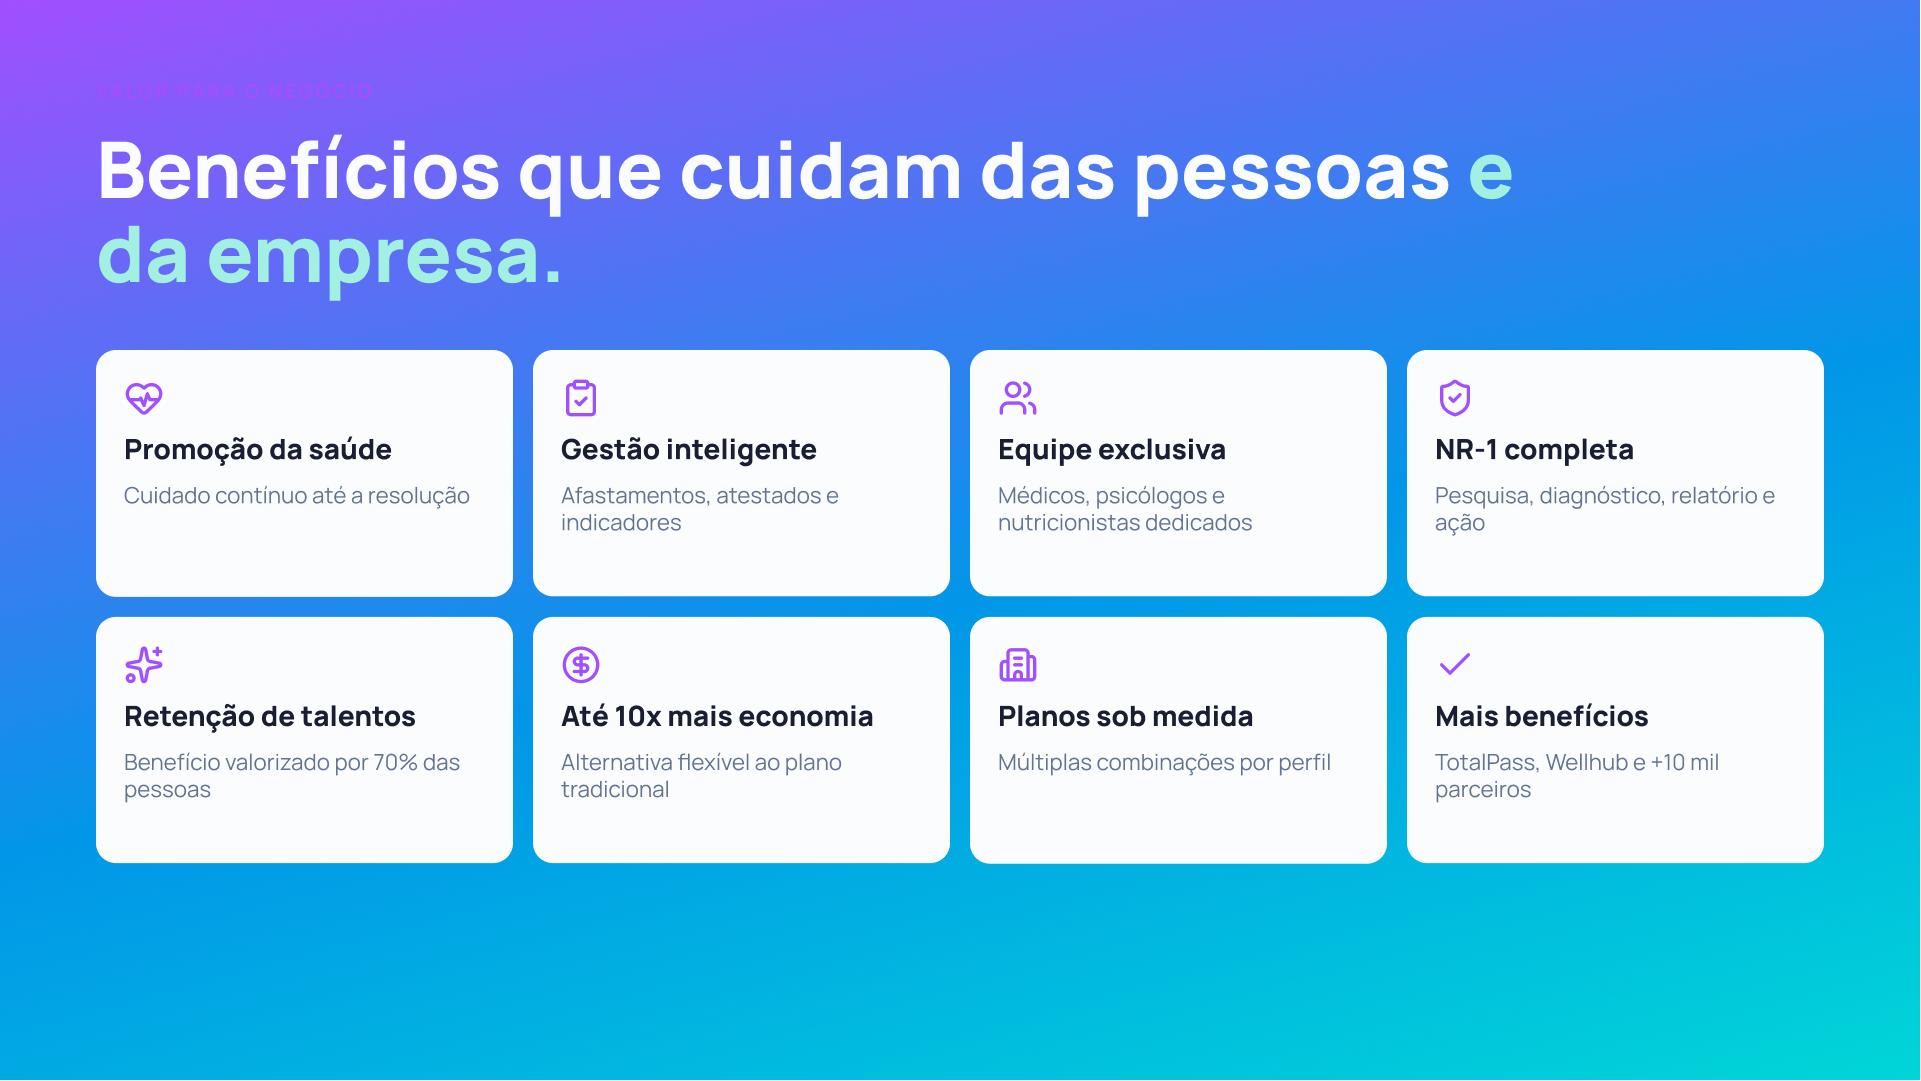 VALOR PARA O NEGÓCIO
Benefícios que cuidam das pessoas e
da empresa.
Promoção da saúde
Cuidado contínuo até a resolução
Gestão inteligente
Afastamentos, atestados e
indicadores
Equipe exclusiva
Médicos, psicólogos e
nutricionistas dedicados
NR-1 completa
Pesquisa, diagnóstico, relatório e
ação
Retenção de talentos
Benefício valorizado por 70% das
pessoas
Até 10x mais economia
Alternativa flexível ao plano
tradicional
Planos sob medida
Múltiplas combinações por perfil
Mais benefícios
TotalPass, Wellhub e +10 mil
parceiros